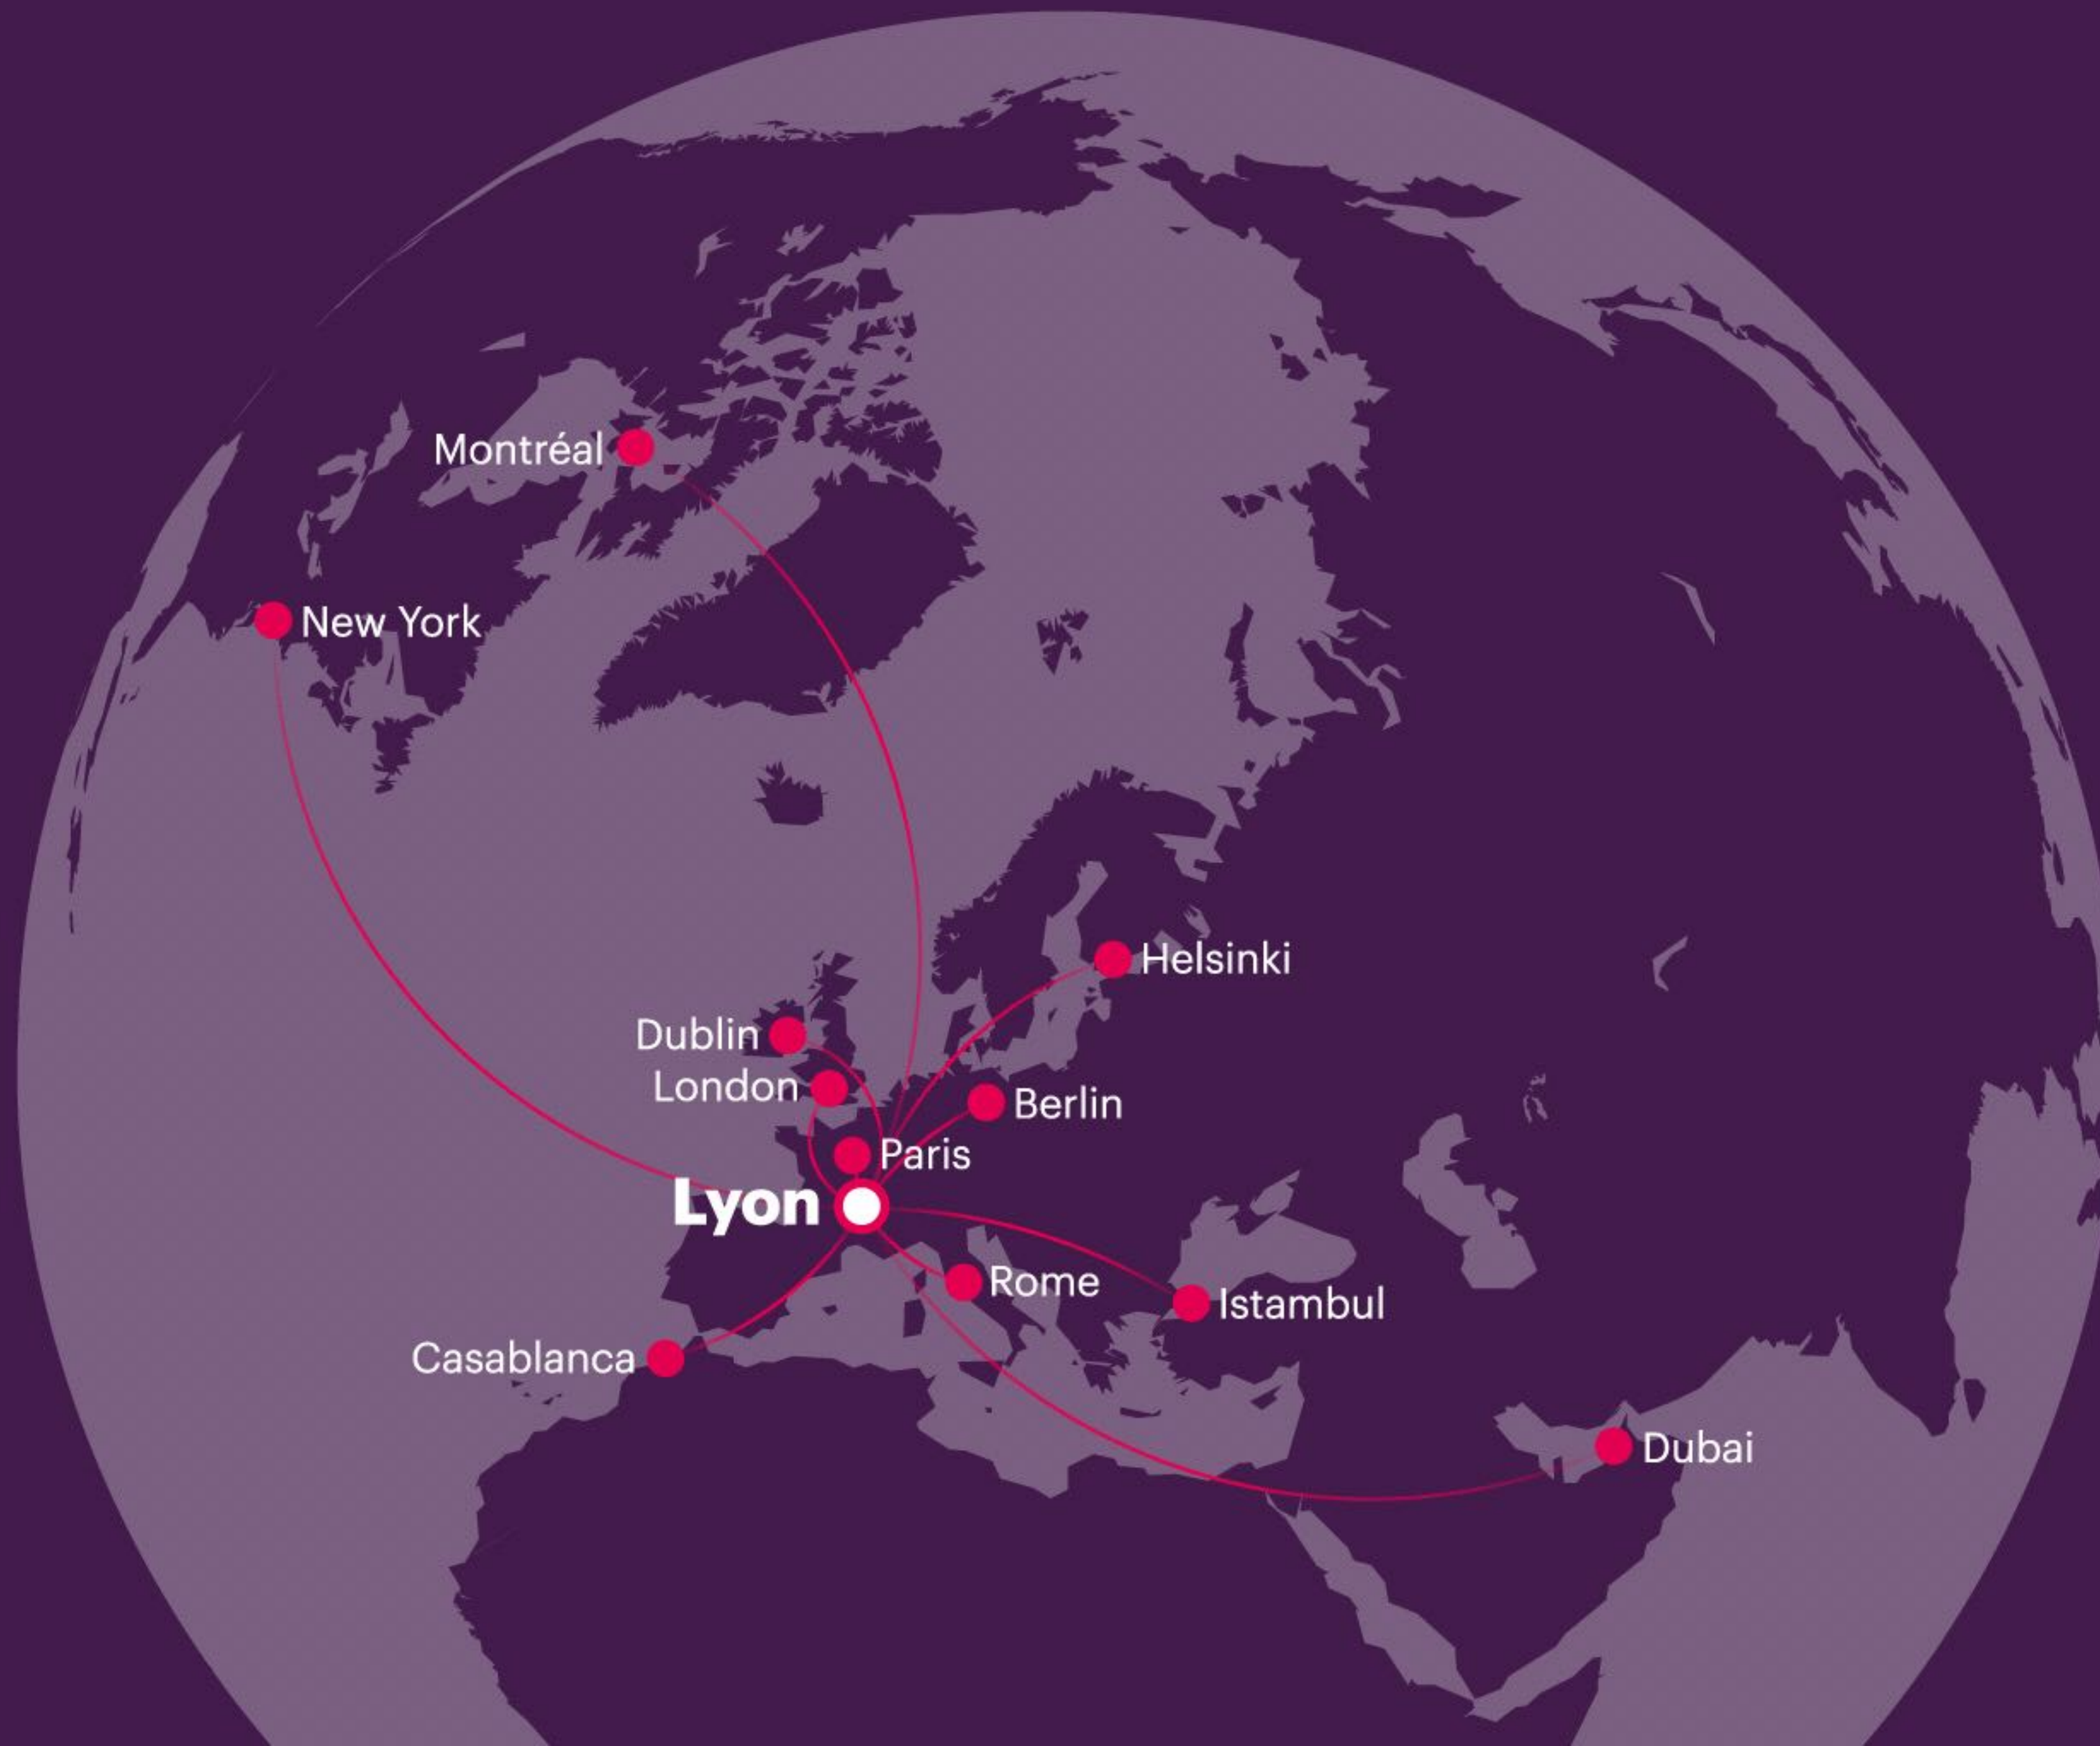 Montréal
New York
Helsinki
Dublin
London
Berlin
Paris
Lyon
Rome
Istambul
Casablanca
Dubai